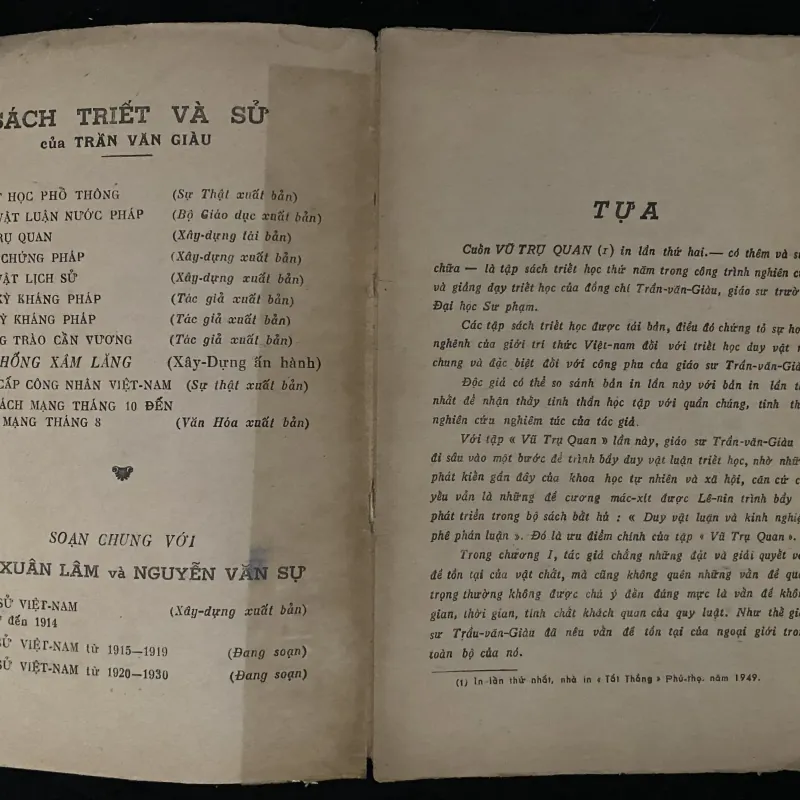 SÁCH TRIẾT VÀ SỬ
của TRẦN VĂN GIÀU
HỌC PHỔ THÔNG (Sự Thật xuất bản)
VẬT LUẬN NƯỚC PHÁP (Bộ Giáo dục xuất bản)
TRỤ QUAN (Xây-dựng tái bản)
CHỨNG PHÁP (Xây-dựng xuất bản)
VẬT LỊCH SỬ (Xây-dựng xuất bản)
KỲ KHÁNG PHÁP (Tác giả xuất bản)
KỲ KHÁNG PHÁP (Tác giả xuất bản)
TRÀO CẦN VƯƠNG (Tác giả xuất bản)
CHỐNG XÂM LĂNG (Xây-Dựng ấn hành)
CẤP CÔNG NHÂN VIỆT-NAM (Sự thật xuất bản)
CÁCH MẠNG THÁNG 10 ĐẾN
MẠNG THÁNG 8 (Văn Hóa xuất bản)
SOẠN CHUNG VỚI
XUÂN LÂM và NGUYỄN VĂN SỰ
SỬ VIỆT-NAM (Xây-dựng xuất bản)
đến 1914
SỬ VIỆT-NAM từ 1915—1919 (Đang soạn)
SỬ VIỆT-NAM từ 1920—1930 (Đang soạn)
TỰA
Cuốn VŨ TRỤ QUAN (1) in lần thứ hai.— có thêm và
chữa — là tập sách triết học thứ năm trong công trình nghiên
và giảng dạy triết học của đồng chí Trần-văn-Giàu, giáo sư
Đại học Sư phạm.
Các tập sách triết học được tái bản, điều đó chứng tỏ sự
nghênh của giới trí thức Việt-nam đối với triết học duy vật
chung và đặc biệt đối với công phu của giáo sư Trần-văn-Giàu
Độc giả có thể so sánh bản in lần này với bản in lần
nhất để nhận thấy tinh thần học tập với quần chúng, tinh
nghiên cứu nghiêm túc của tác giả.
Với tập « Vũ Trụ Quan » lần này, giáo sư Trần-văn-Giàu
đi sâu vào một bước để trình bầy duy vật luận triết học, nhờ
phát kiến gần đây của khoa học tự nhiên và xã hội, căn cứ
yếu vẫn là những đề cương mác-xít được Lê-nin trình bầy
phát triển trong bộ sách bất hủ : « Duy vật luận và kinh
phê phán luận ». Đó là ưu điểm chính của tập « Vũ Trụ Quan ».
Trong chương I, tác giả chẳng những đặt và giải quyết
đề tồn tại của vật chất, mà cũng không quên những vấn đề
trọng thường không được chú ý đến đúng mực là vấn đề
gian, thời gian, tính chất khách quan của quy luật. Như thế
sư Trầu-văn-Giàu đã nêu vấn đề tồn tại của ngoại giới
toàn bộ của nó.
(1) In lần thứ nhất, nhà in « Tất Thắng » Phú-thọ. năm 1949.